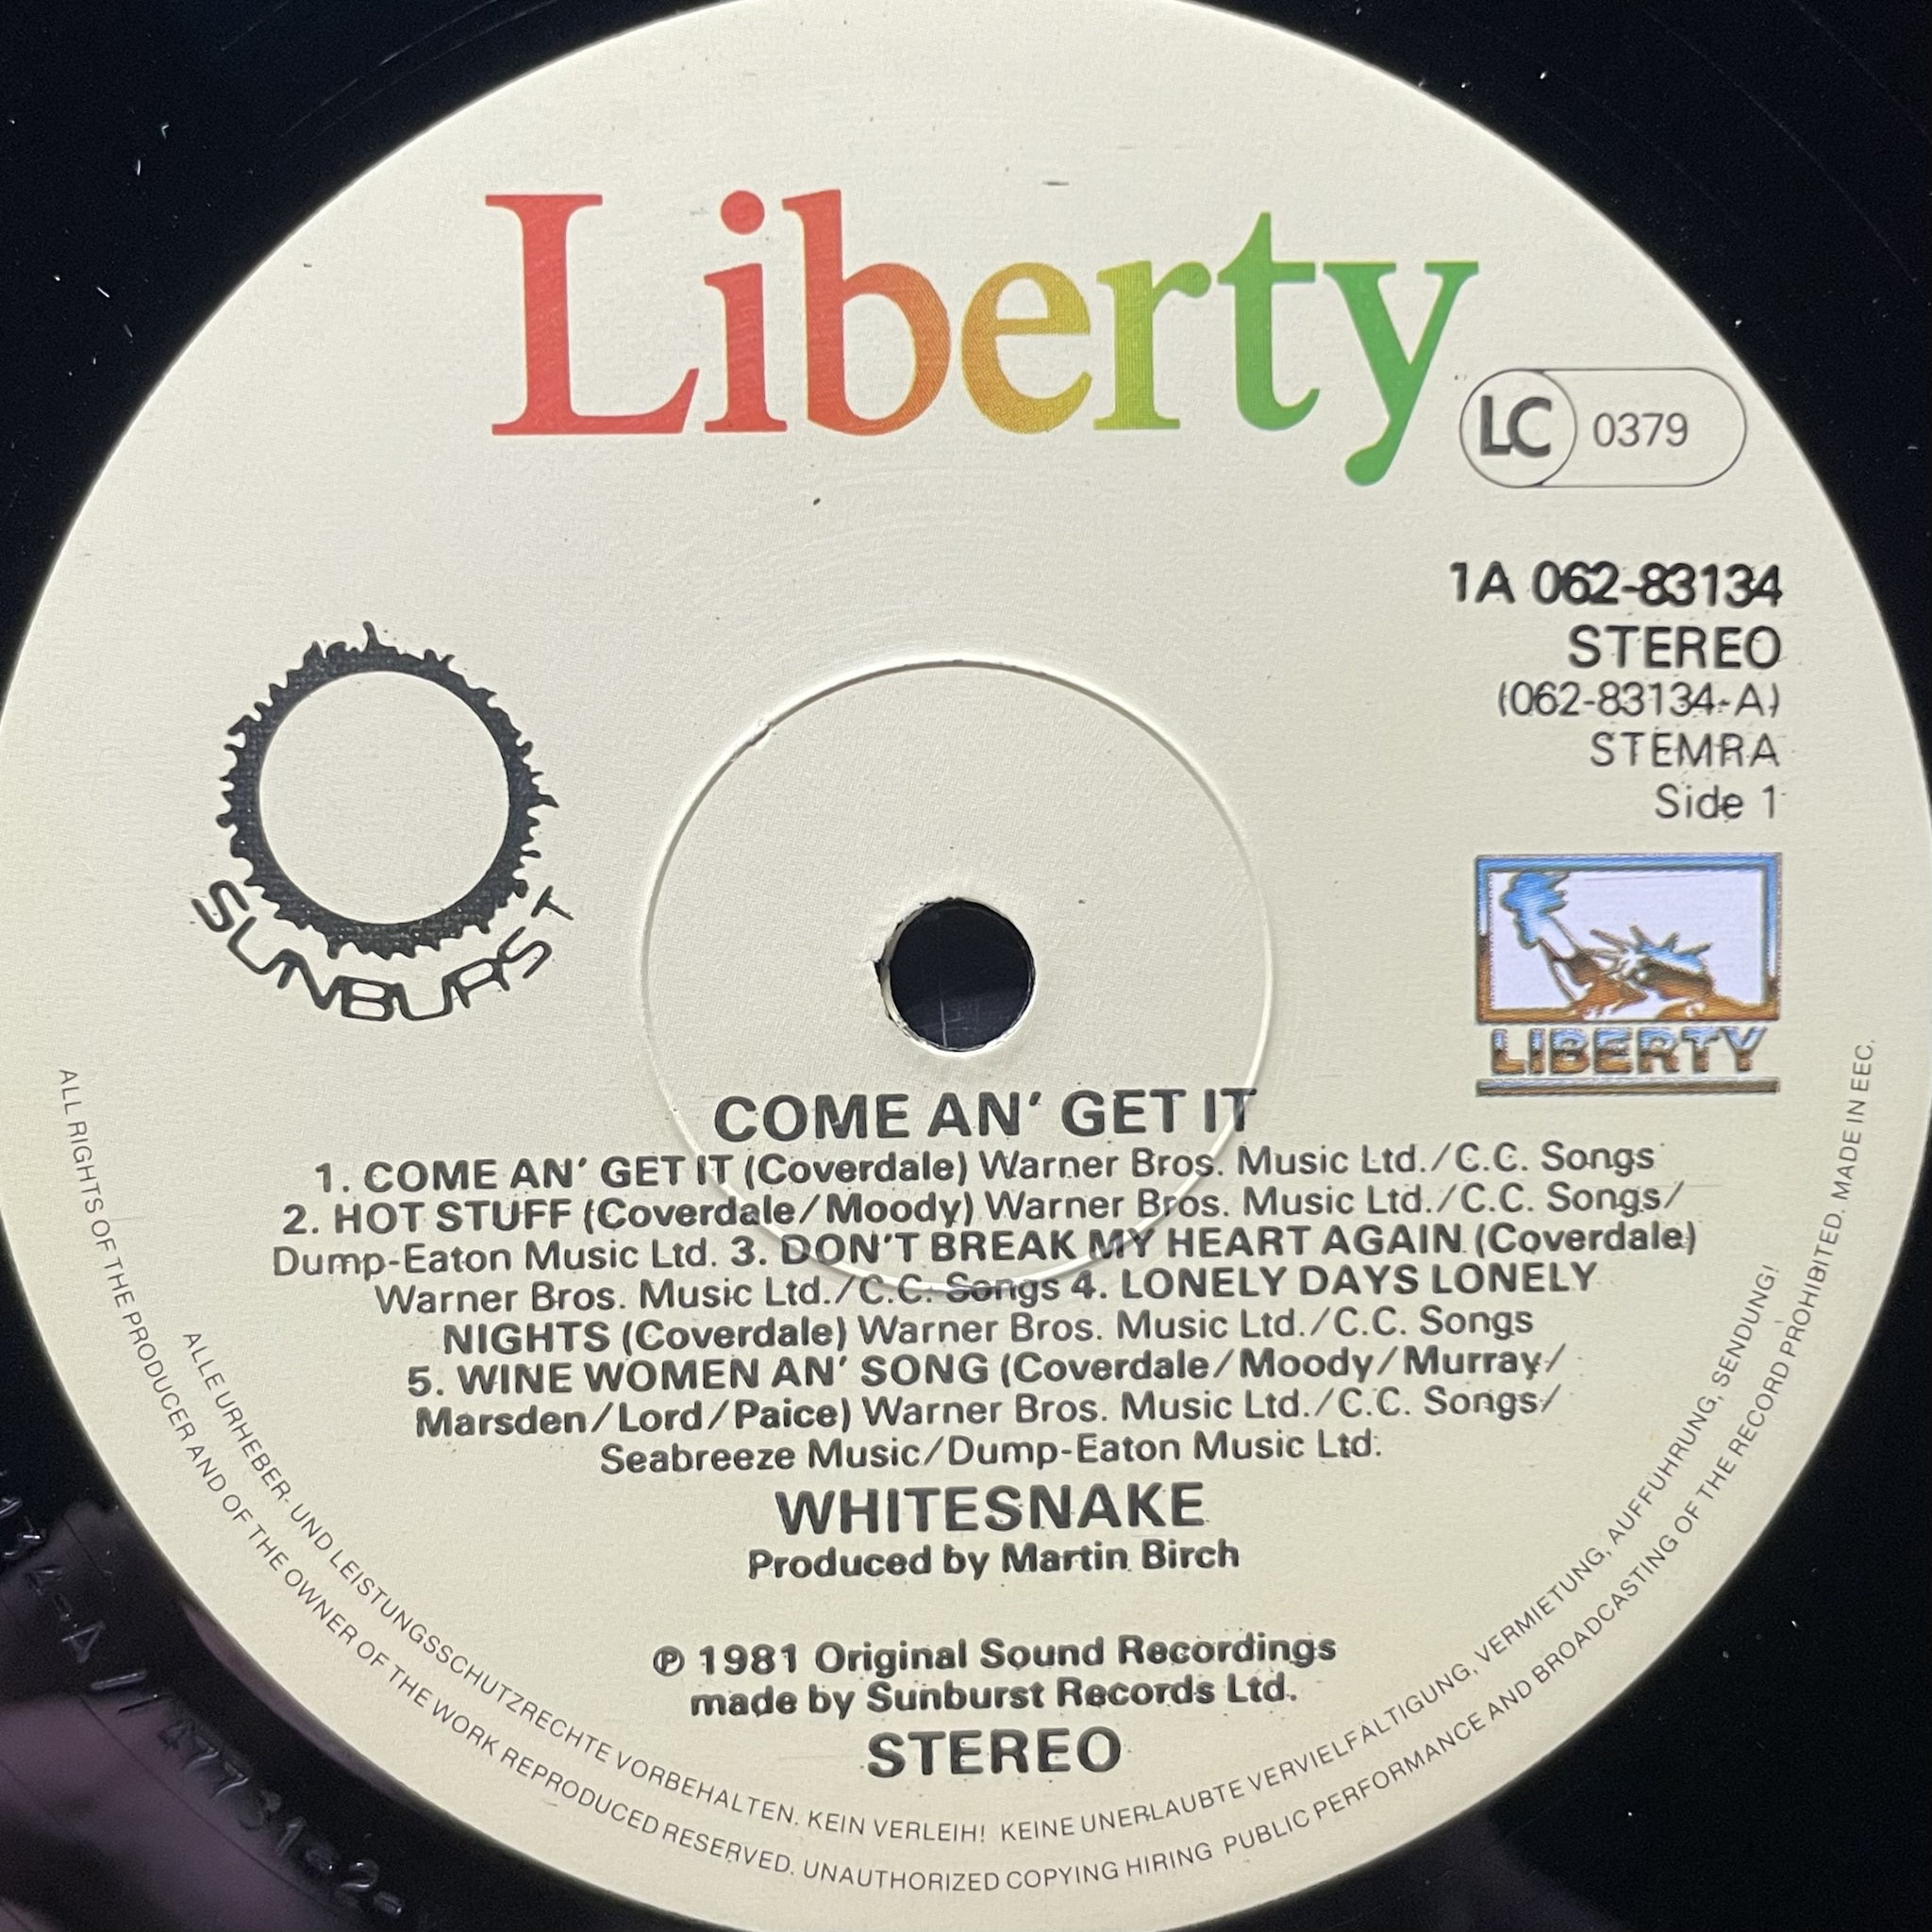 Liberty
LC 0379
1A 062-83134
STEREO
(062-83134-A)
STEMRA
Side 1
SUNBURST
LIBERTY
COME AN' GET IT
1. COME AN' GET IT (Coverdale) Warner Bros. Music Ltd./C.C. Songs
2. HOT STUFF (Coverdale/Moody) Warner Bros. Music Ltd./C.C. Songs/
Dump-Eaton Music Ltd. 3. DON'T BREAK MY HEART AGAIN (Coverdale)
Warner Bros. Music Ltd./C.C. Songs 4. LONELY DAYS LONELY
NIGHTS (Coverdale) Warner Bros. Music Ltd./C.C. Songs
5. WINE WOMEN AN' SONG (Coverdale/Moody/Murray/
Marsden/Lord/Paice) Warner Bros. Music Ltd./C.C. Songs/
Seabreeze Music/Dump-Eaton Music Ltd.
WHITESNAKE
Produced by Martin Birch
℗ 1981 Original Sound Recordings
made by Sunburst Records Ltd.
STEREO
ALLE URHEBER- UND LEISTUNGSSCHUTZRECHTE VORBEHALTEN. KEIN VERLEIH! KEINE UNERLAUBTE VERVIELFÄLTIGUNG, VERMIETUNG, AUFFÜHRUNG, SENDUNG!
ALL RIGHTS OF THE PRODUCER AND OF THE OWNER OF THE WORK REPRODUCED RESERVED. UNAUTHORIZED COPYING HIRING PUBLIC PERFORMANCE AND BROADCASTING OF THE RECORD PROHIBITED. MADE IN EEC.